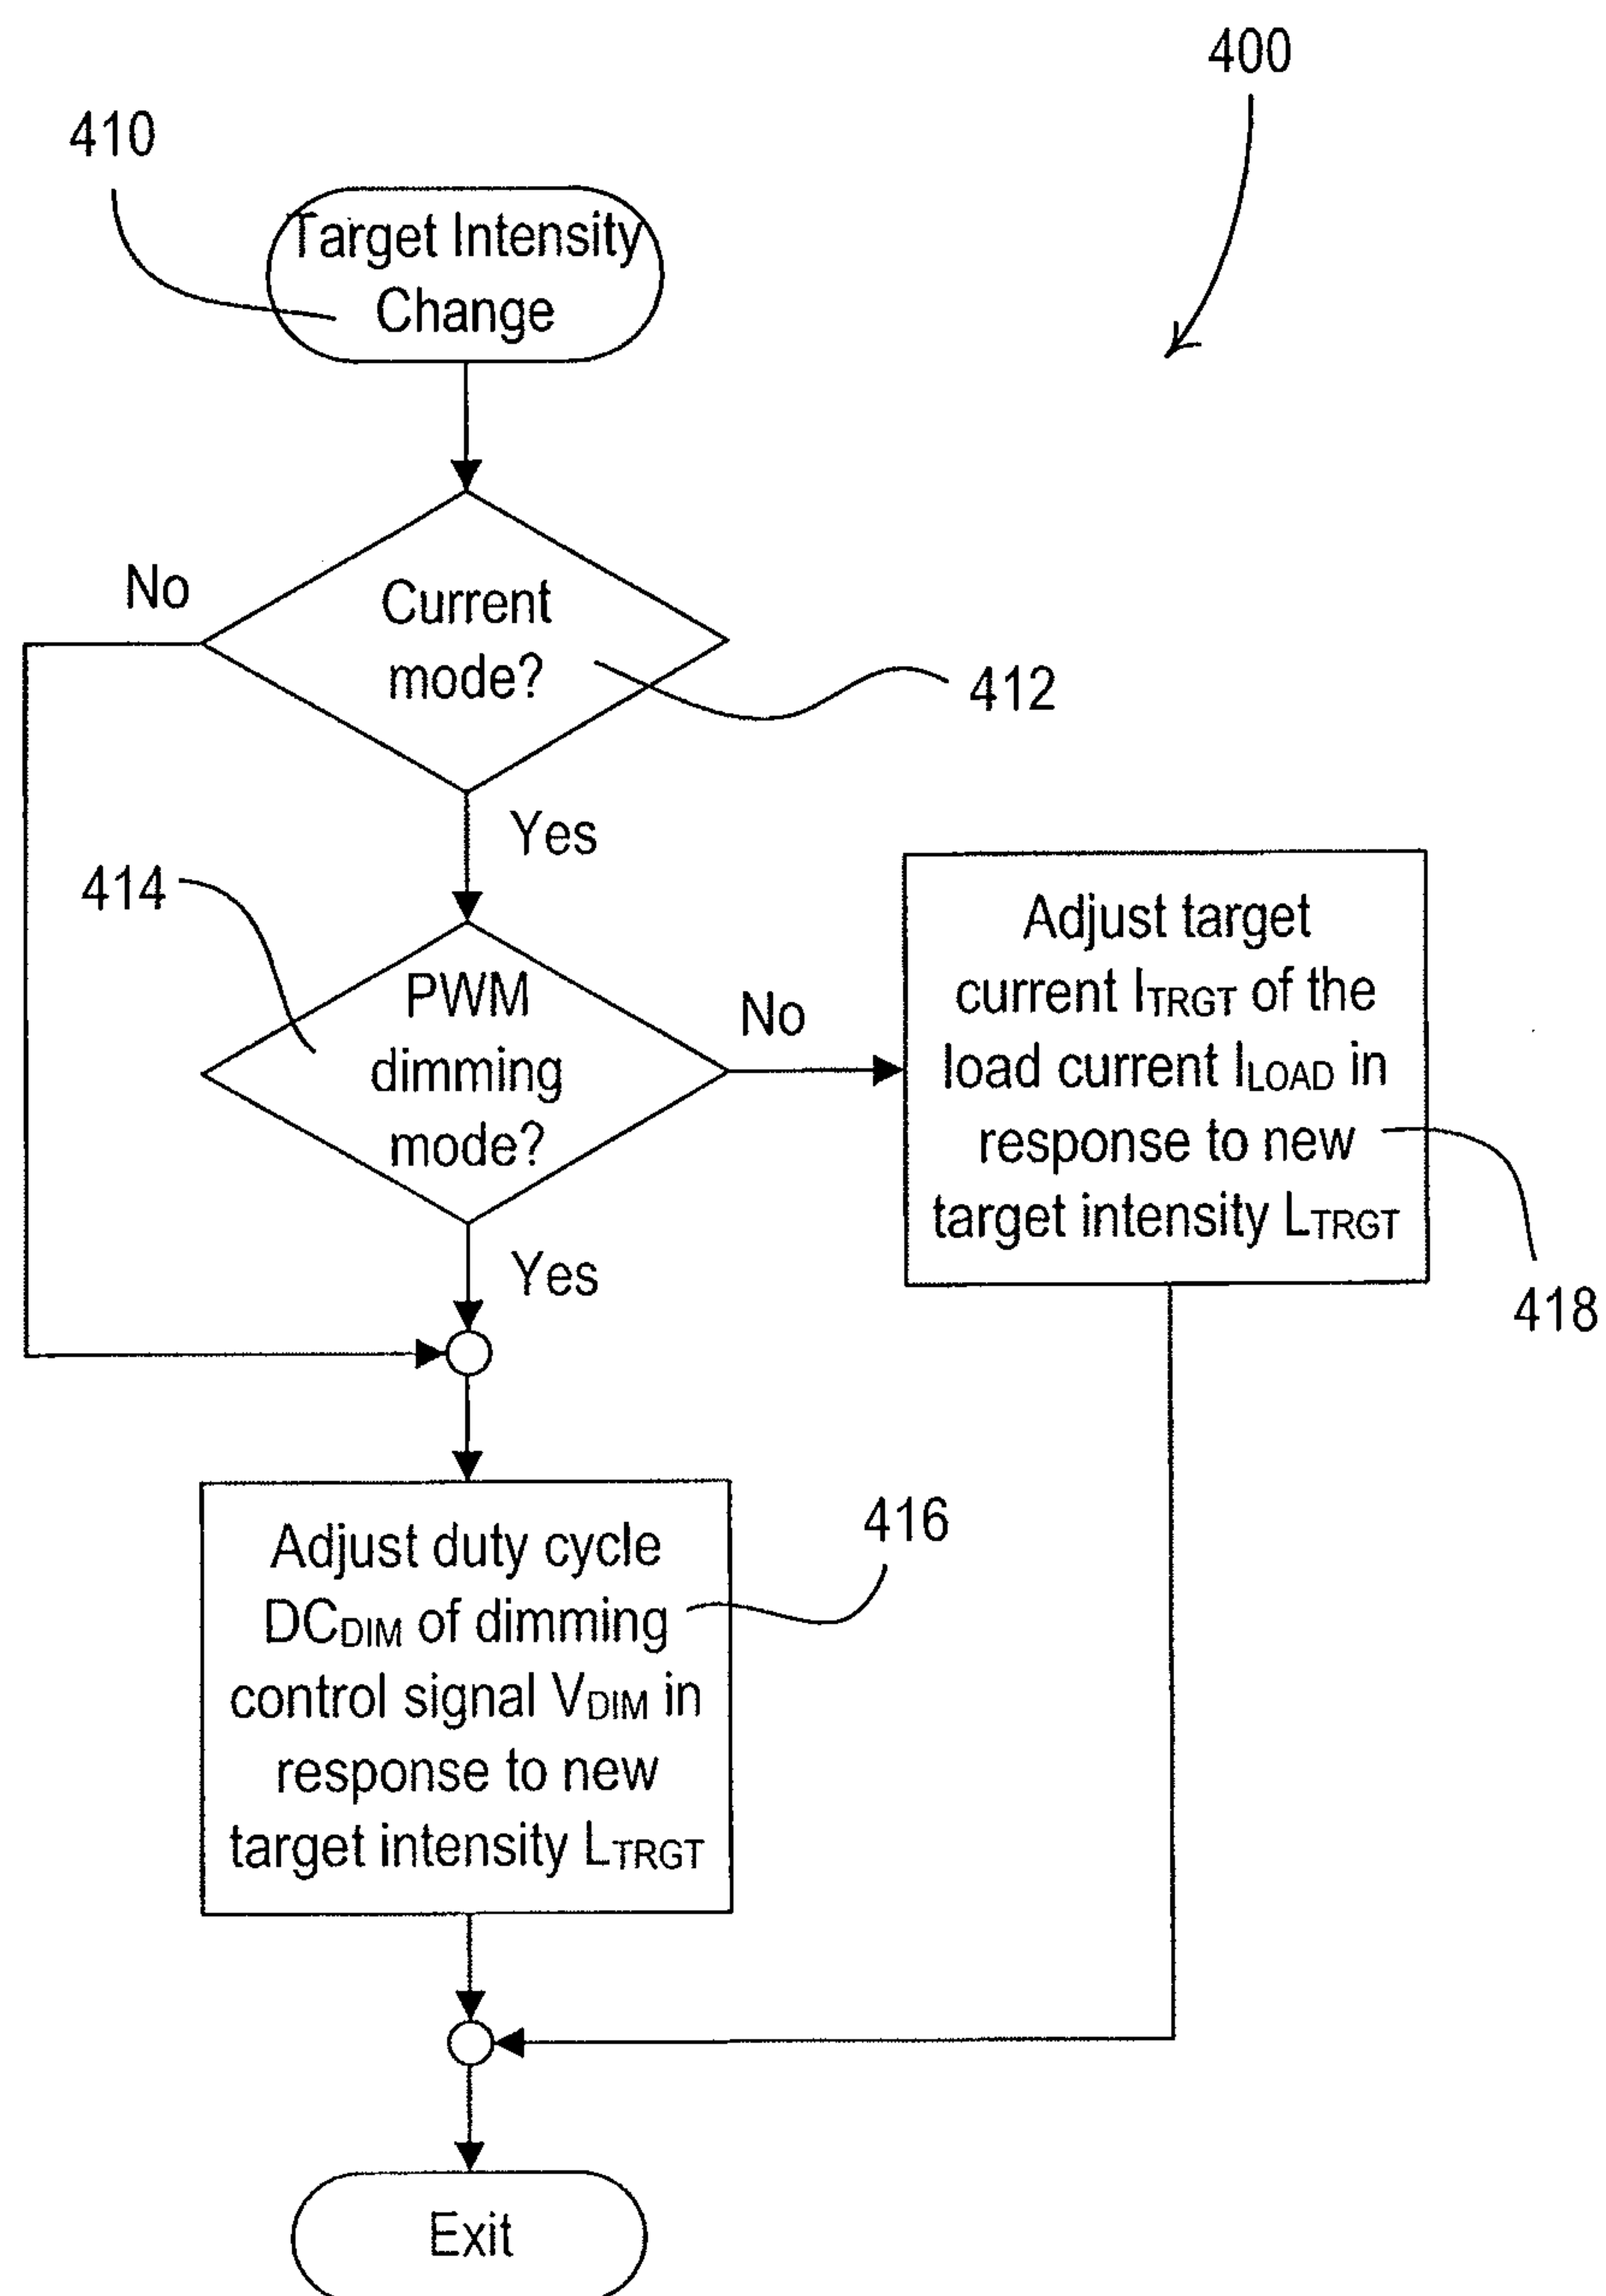 400
410
Target Intensity
Change
No
Current
mode?
412
Yes
414
PWM
dimming
mode?
No
Adjust target
current ITRGT of the
load current ILOAD in
response to new
target intensity LTRGT
418
Yes
Adjust duty cycle
DCDIM of dimming
control signal VDIM in
response to new
target intensity LTRGT
416
Exit